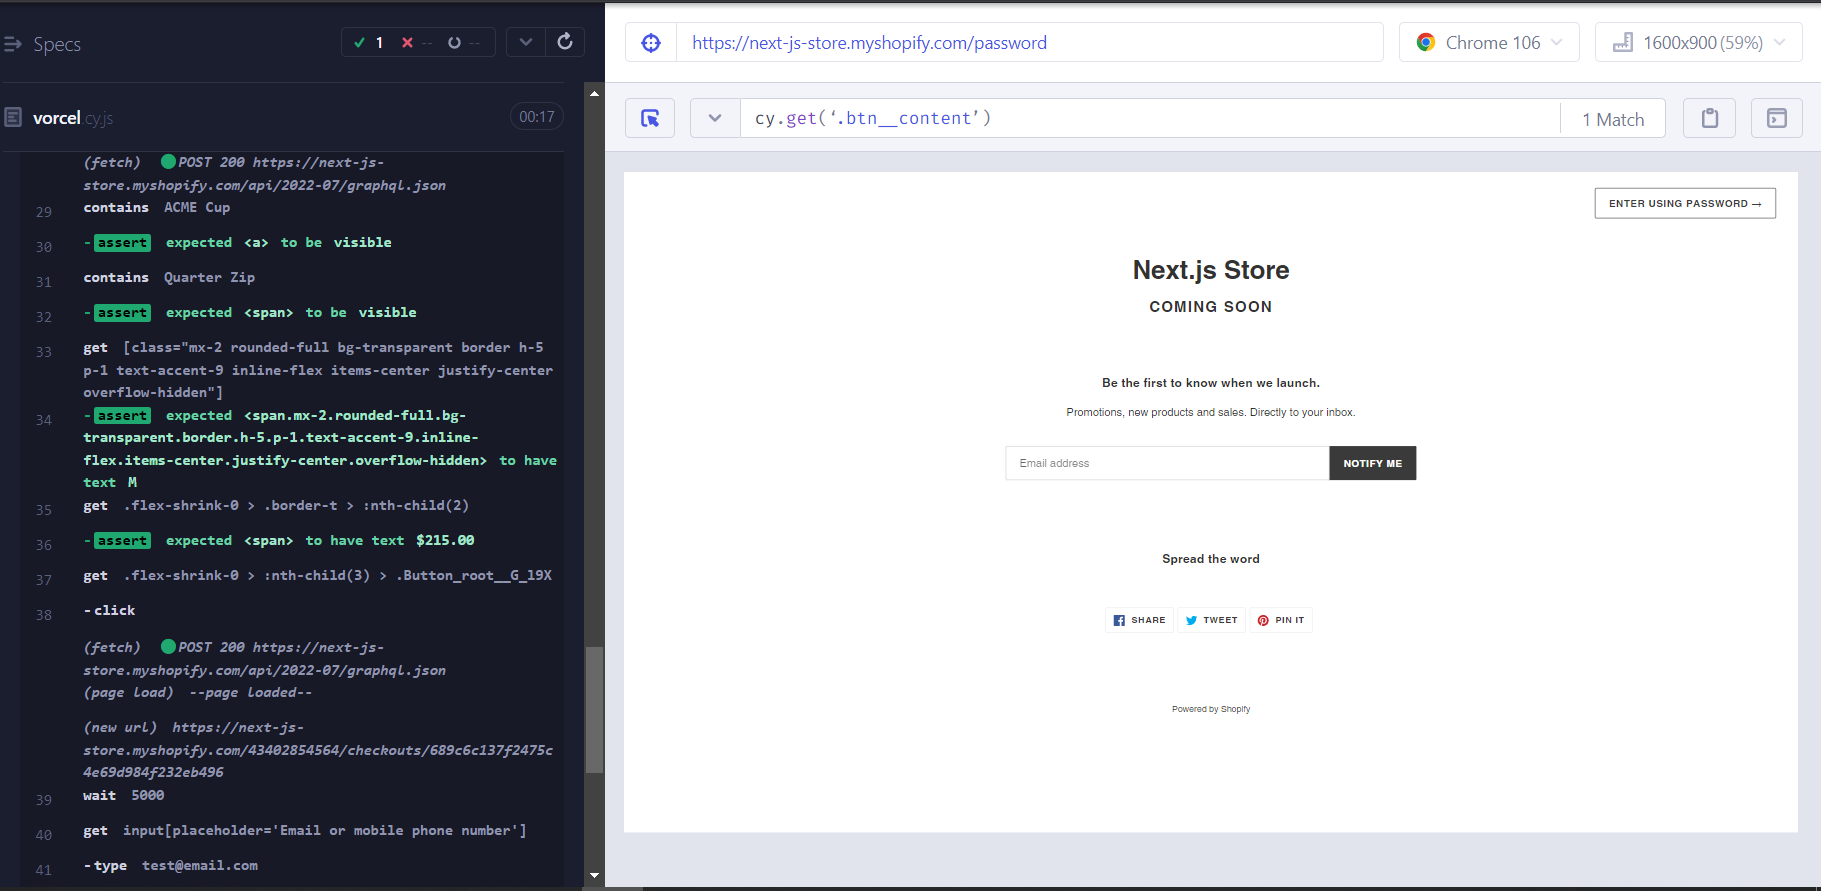 Specs
1
--
--
vorcel cy.js
00:17
(fetch) POST 200 https://next-js-
store.myshopify.com/api/2022-07/graphql.json
29 contains ACME Cup
30 -assert expected <a> to be visible
31 contains Quarter Zip
32 -assert expected <span> to be visible
33 get [class="mx-2 rounded-full bg-transparent border h-5
p-1 text-accent-9 inline-flex items-center justify-center
overflow-hidden"]
34 -assert expected <span.mx-2.rounded-full.bg-
transparent.border.h-5.p-1.text-accent-9.inline-
flex.items-center.justify-center.overflow-hidden> to have
text M
35 get .flex-shrink-0 > .border-t > :nth-child(2)
36 -assert expected <span> to have text $215.00
37 get .flex-shrink-0 > :nth-child(3) > .Button_root__G_l9X
38 -click
(fetch) POST 200 https://next-js-
store.myshopify.com/api/2022-07/graphql.json
(page load) --page loaded--
(new url) https://next-js-
store.myshopify.com/43402854564/checkouts/689c6c137f2475c
4e69d984f232eb496
39 wait 5000
40 get input[placeholder='Email or mobile phone number']
41 -type test@email.com
https://next-js-store.myshopify.com/password
Chrome 106
1600x900 (59%)
cy.get(‘.btn__content’)
1 Match
ENTER USING PASSWORD →
Next.js Store
COMING SOON
Be the first to know when we launch.
Promotions, new products and sales. Directly to your inbox.
Email address
NOTIFY ME
Spread the word
SHARE
TWEET
PIN IT
Powered by Shopify